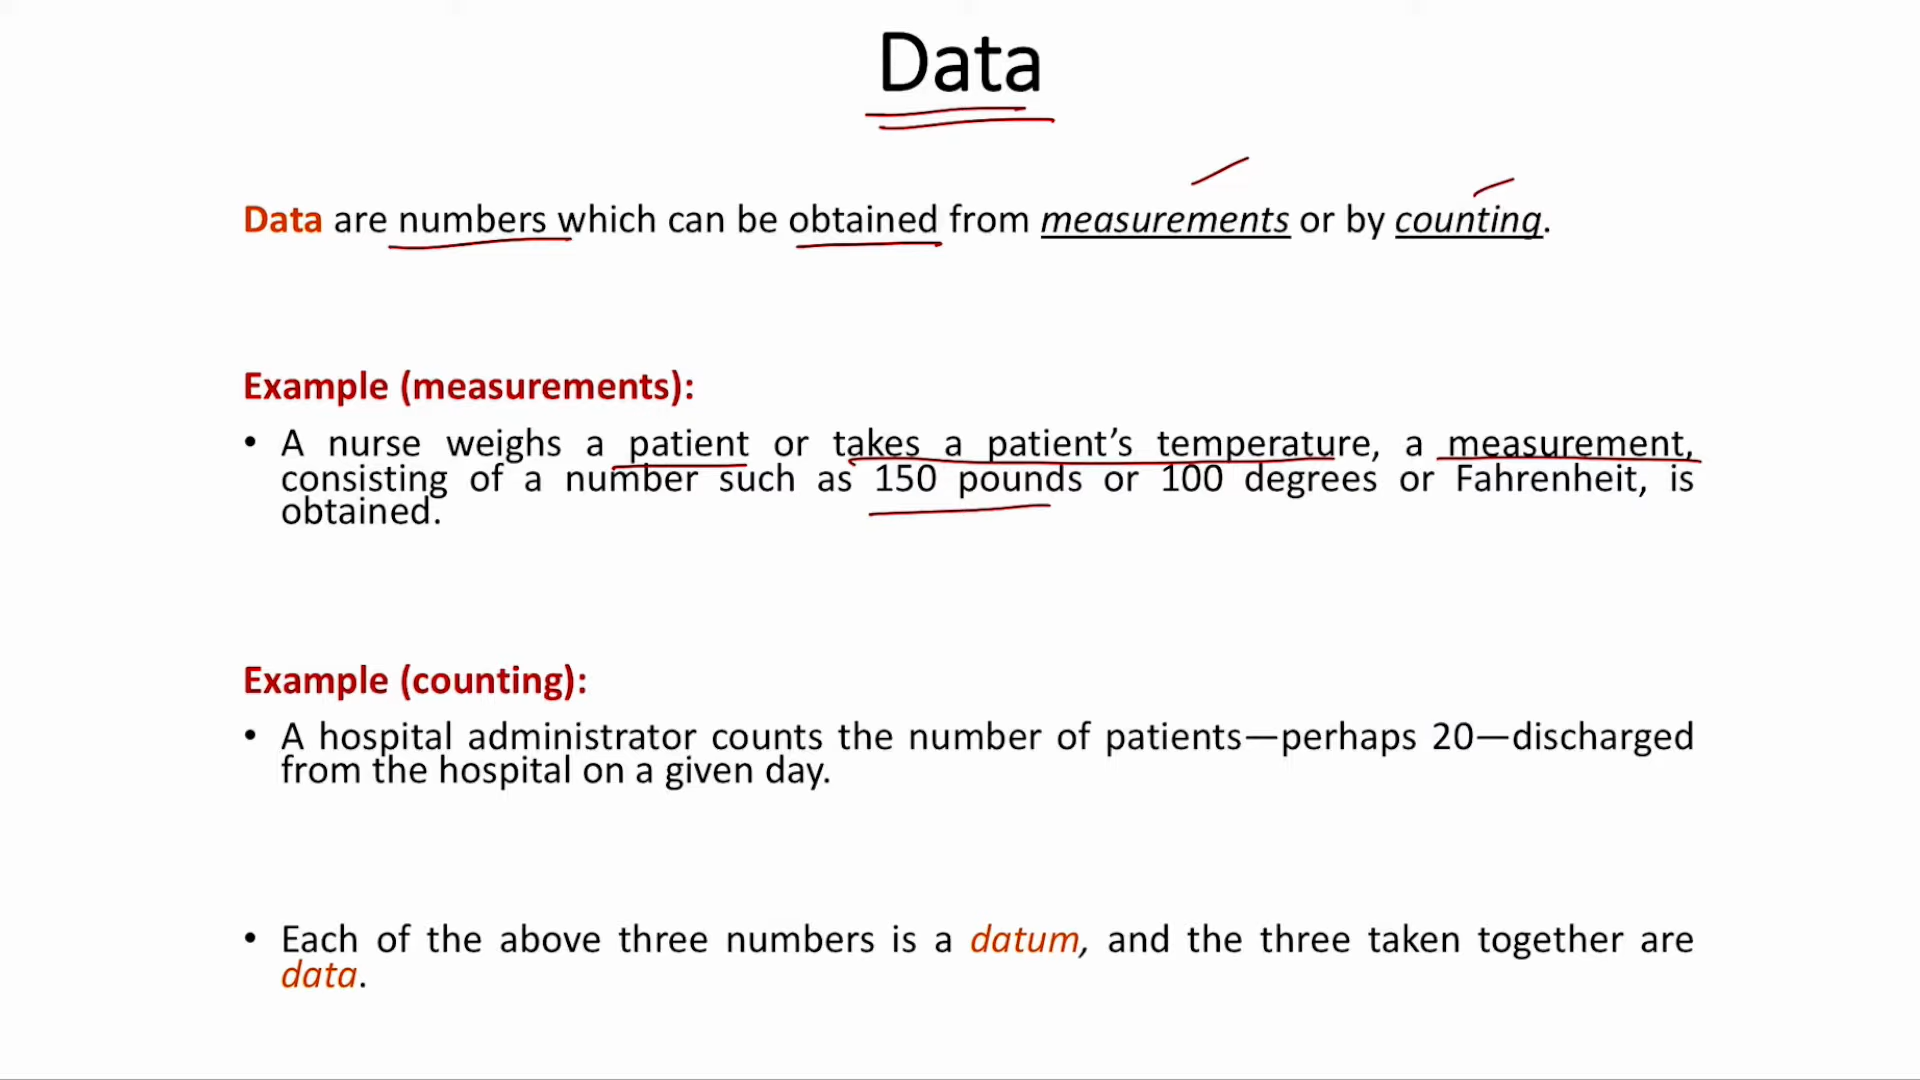 Data
Data are numbers which can be obtained from measurements or by counting.
Example (measurements):
• A nurse weighs a patient or takes a patient’s temperature, a measurement,
consisting of a number such as 150 pounds or 100 degrees or Fahrenheit, is
obtained.
Example (counting):
• A hospital administrator counts the number of patients—perhaps 20—discharged
from the hospital on a given day.
• Each of the above three numbers is a datum, and the three taken together are
data.